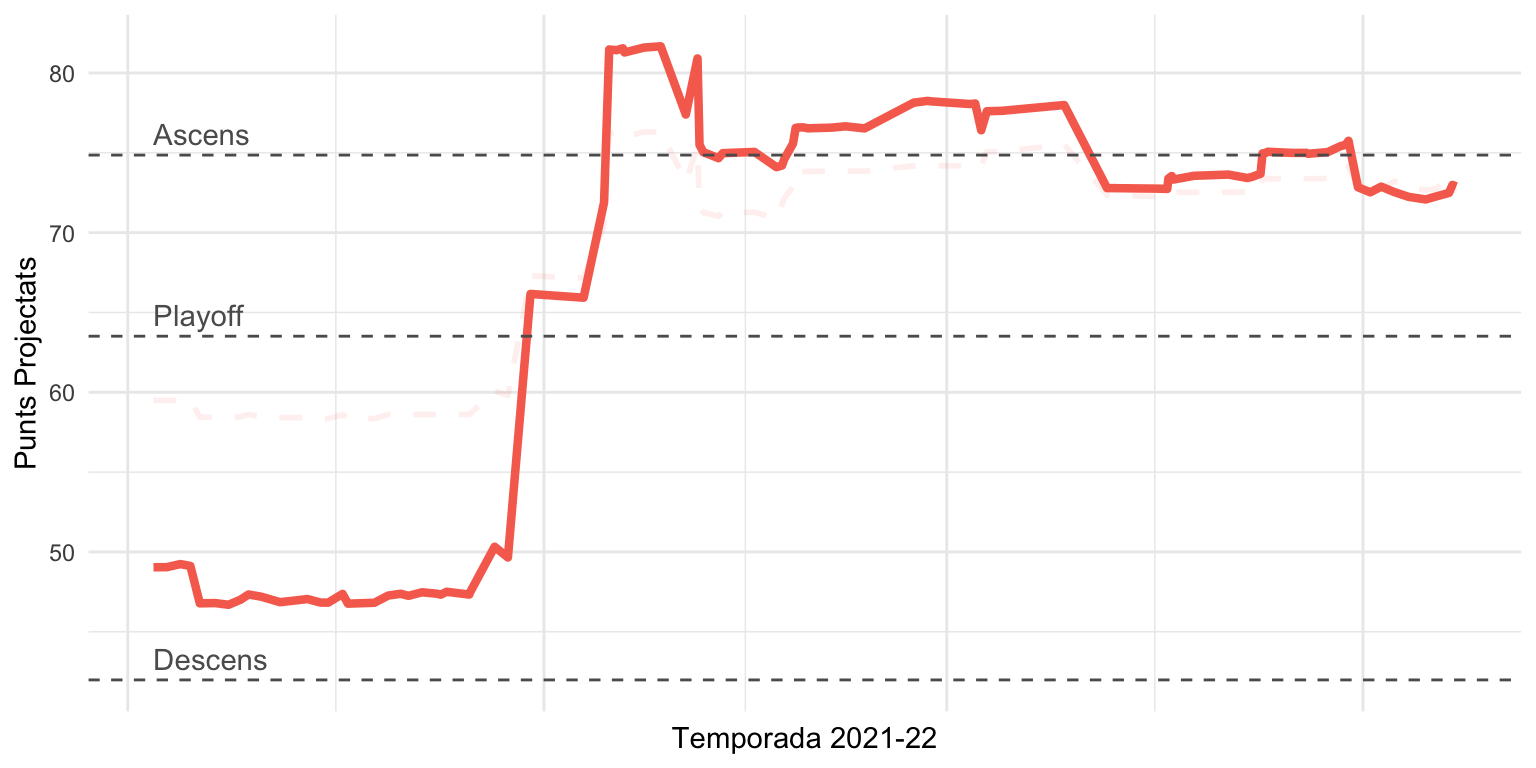 80
Ascens
70
Playoff
60
50
Descens
Punts Projectats
Temporada 2021-22